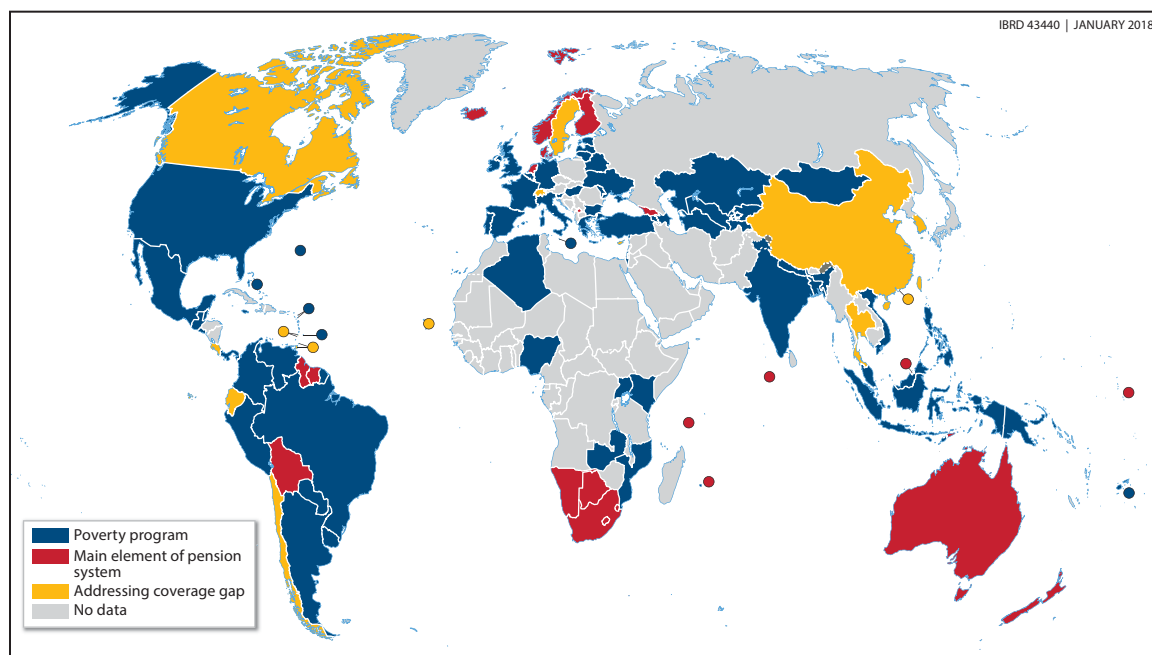 IBRD 43440 | JANUARY 2018
Poverty program
Main element of pension
system
Addressing coverage gap
No data